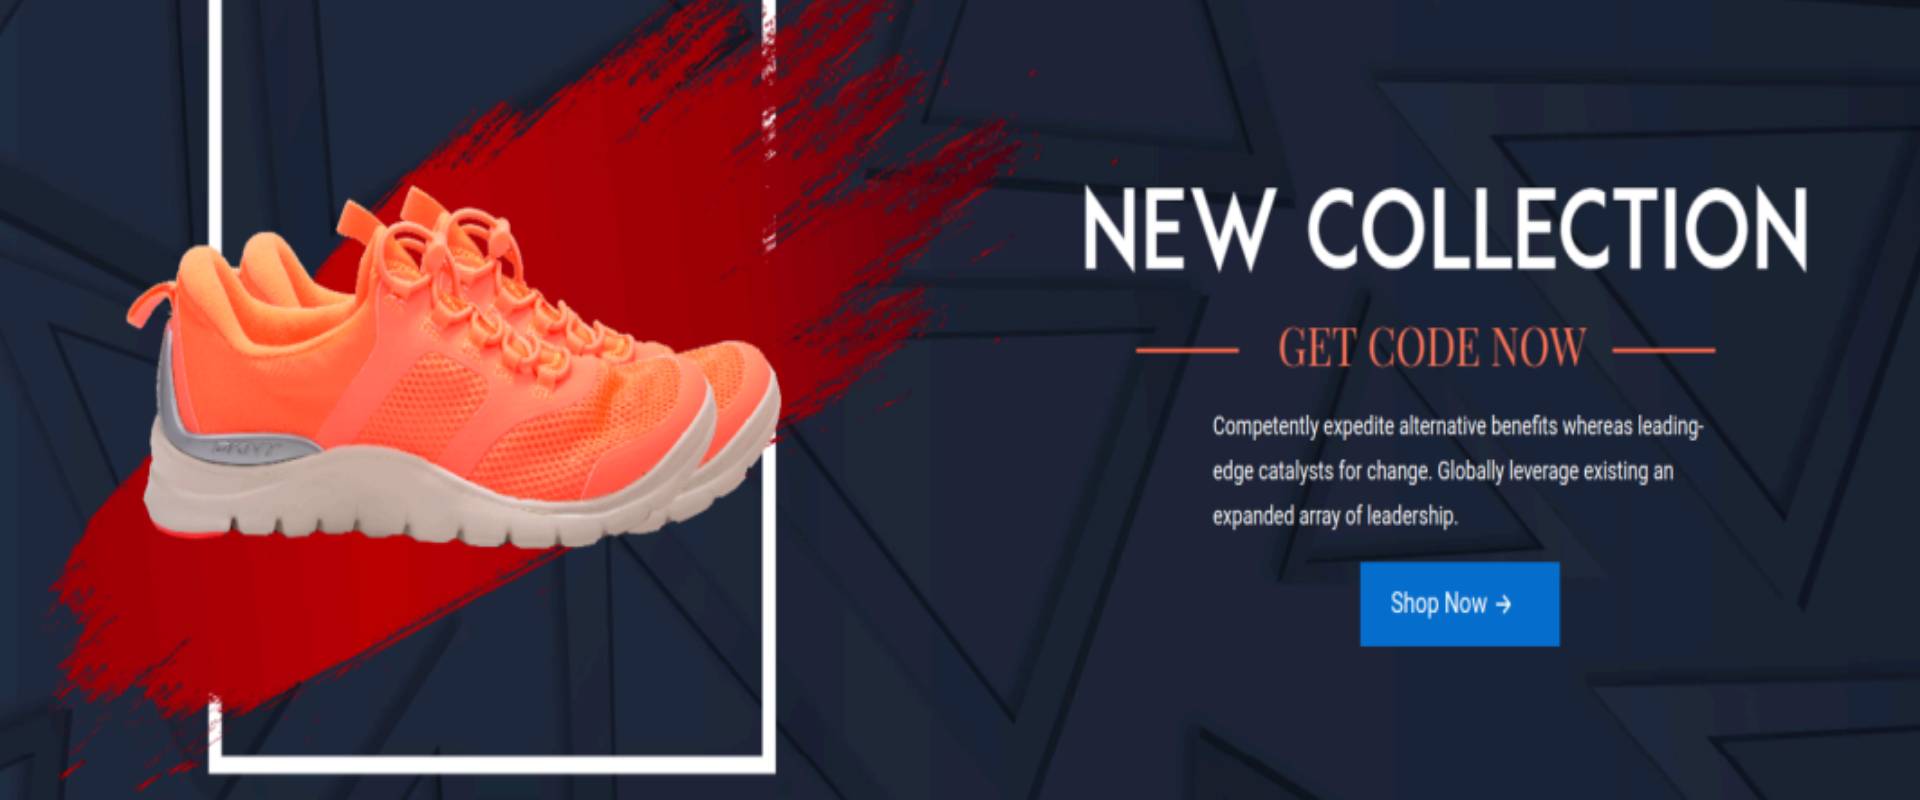 NEW COLLECTION
GET CODE NOW
Competently expedite alternative benefits whereas leading-
edge catalysts for change. Globally leverage existing an
expanded array of leadership.
Shop Now →